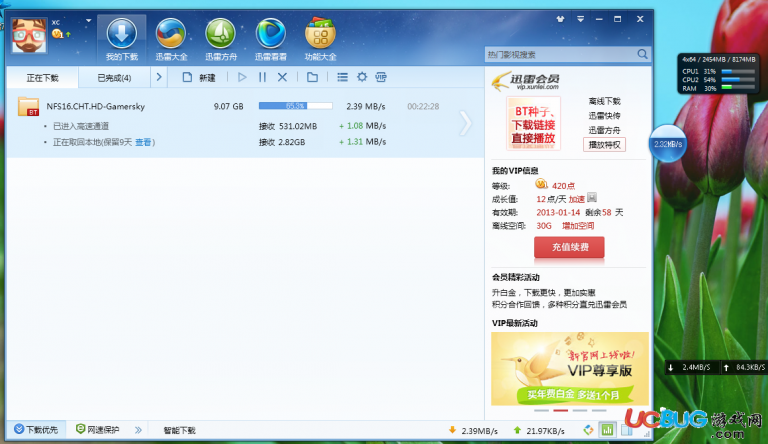 xc
1
我的下载
迅雷大全
迅雷方舟
迅雷看看
功能大全
热门影视搜索
正在下载
已完成(4)
新建
NFS16.CHT.HD-Gamersky
9.07 GB
55.3%
2.39 MB/s
00:22:28
BT
已进入高速通道
接收 531.02MB
+ 1.08 MB/s
正在取回本地(保留9天 查看)
接收 2.82GB
+ 1.31 MB/s
迅雷会员
vip.xunlei.com
BT种子、
下载链接
直接播放
离线下载
迅雷快传
迅雷方舟
播放特权
我的VIP信息
等级: 420点
成长值: 12点/天 加速
有效期: 2013-01-14 剩余58 天
离线空间: 30G 增加空间
充值续费
会员精彩活动
升白金，下载更快，更加实惠
积分合作回馈，多种积分直兑迅雷会员
VIP最新活动
新官网上线啦!
VIP尊享版
买年费白金 多送1个月
下载优先
网速保护
智能下载
2.39MB/s
21.97KB/s
4x64 / 2454MB / 8174MB
CPU1 31%
CPU2 54%
RAM 30%
2.32MB/s
2.4MB/S
84.3KB/S
UCBUG游戏网
.com